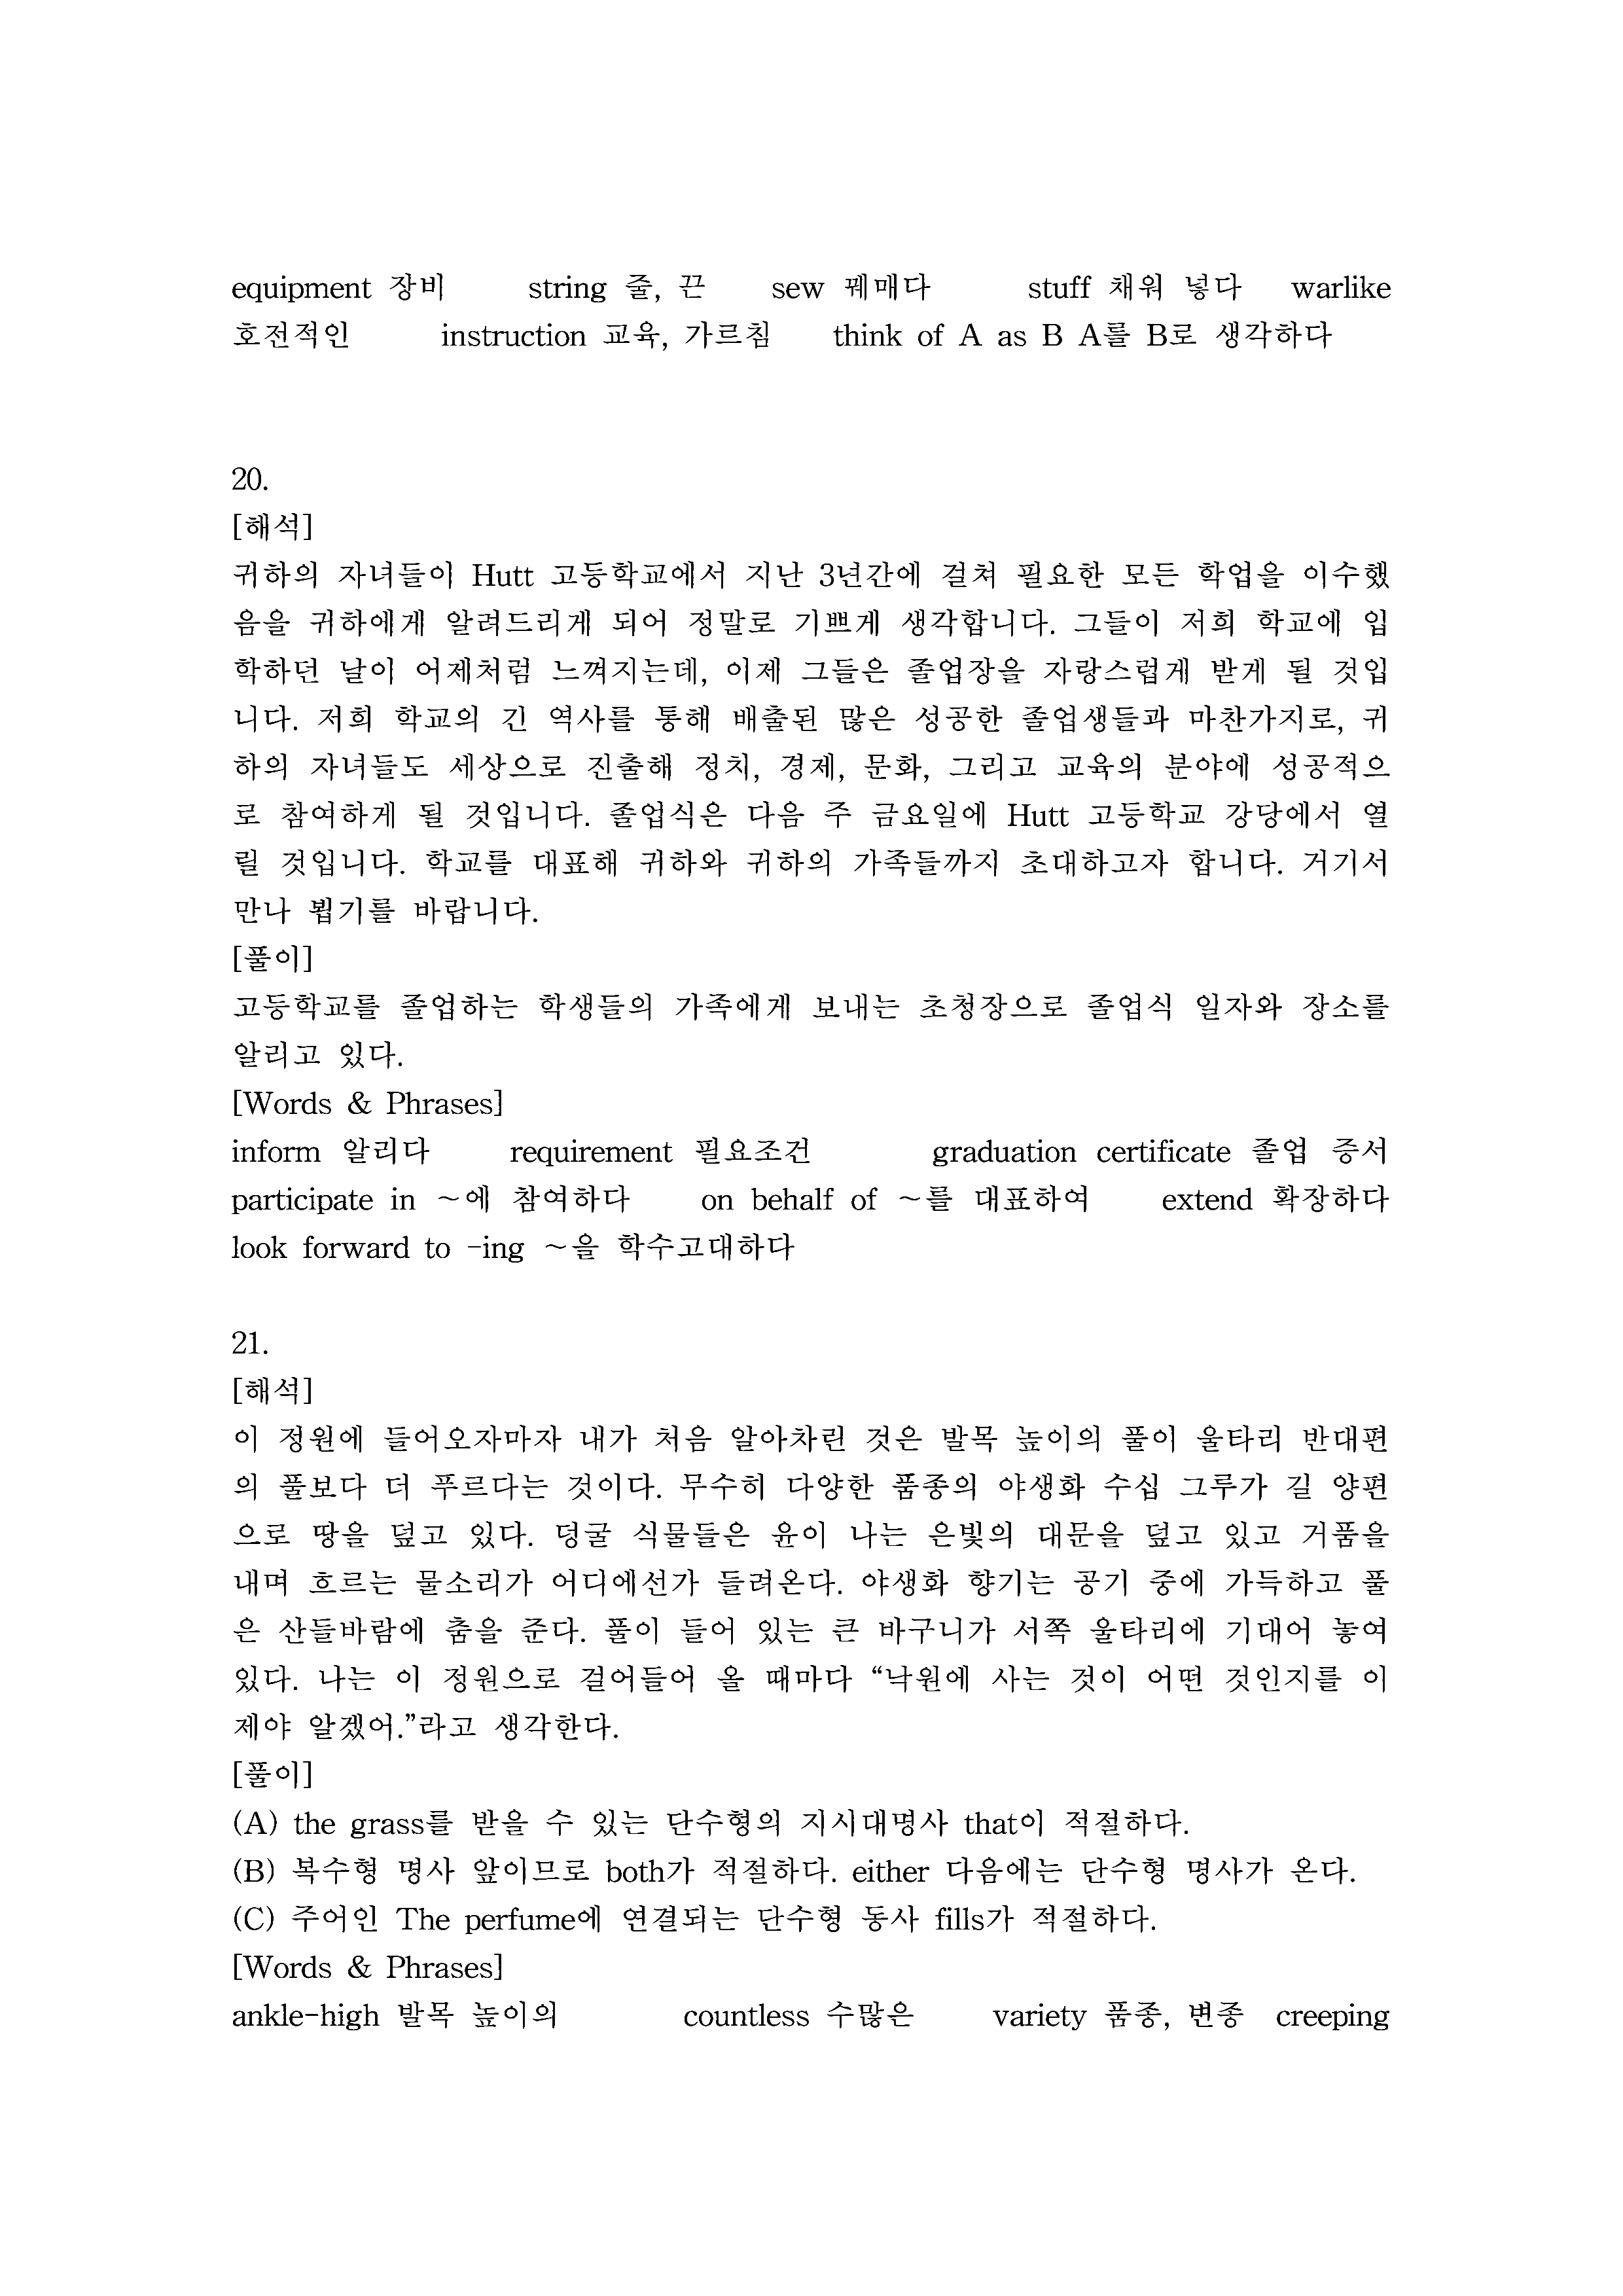 equipment 장비 string 줄, 끈 sew 꿰매다 stuff 채워 넣다 warlike
호전적인 instruction 교육, 가르침 think of A as B A를 B로 생각하다
20.
[해석]
귀하의 자녀들이 Hutt 고등학교에서 지난 3년간에 걸쳐 필요한 모든 학업을 이수했
음을 귀하에게 알려드리게 되어 정말로 기쁘게 생각합니다. 그들이 저희 학교에 입
학하던 날이 어제처럼 느껴지는데, 이제 그들은 졸업장을 자랑스럽게 받게 될 것입
니다. 저희 학교의 긴 역사를 통해 배출된 많은 성공한 졸업생들과 마찬가지로, 귀
하의 자녀들도 세상으로 진출해 정치, 경제, 문화, 그리고 교육의 분야에 성공적으
로 참여하게 될 것입니다. 졸업식은 다음 주 금요일에 Hutt 고등학교 강당에서 열
릴 것입니다. 학교를 대표해 귀하와 귀하의 가족들까지 초대하고자 합니다. 거기서
만나 뵙기를 바랍니다.
[풀이]
고등학교를 졸업하는 학생들의 가족에게 보내는 초청장으로 졸업식 일자와 장소를
알리고 있다.
[Words & Phrases]
inform 알리다 requirement 필요조건 graduation certificate 졸업 증서
participate in ~에 참여하다 on behalf of ~를 대표하여 extend 확장하다
look forward to -ing ~을 학수고대하다
21.
[해석]
이 정원에 들어오자마자 내가 처음 알아차린 것은 발목 높이의 풀이 울타리 반대편
의 풀보다 더 푸르다는 것이다. 무수히 다양한 품종의 야생화 수십 그루가 길 양편
으로 땅을 덮고 있다. 덩굴 식물들은 윤이 나는 은빛의 대문을 덮고 있고 거품을
내며 흐르는 물소리가 어디에선가 들려온다. 야생화 향기는 공기 중에 가득하고 풀
은 산들바람에 춤을 준다. 풀이 들어 있는 큰 바구니가 서쪽 울타리에 기대어 놓여
있다. 나는 이 정원으로 걸어들어 올 때마다 “낙원에 사는 것이 어떤 것인지를 이
제야 알겠어.”라고 생각한다.
[풀이]
(A) the grass를 받을 수 있는 단수형의 지시대명사 that이 적절하다.
(B) 복수형 명사 앞이므로 both가 적절하다. either 다음에는 단수형 명사가 온다.
(C) 주어인 The perfume에 연결되는 단수형 동사 fills가 적절하다.
[Words & Phrases]
ankle-high 발목 높이의 countless 수많은 variety 품종, 변종 creeping